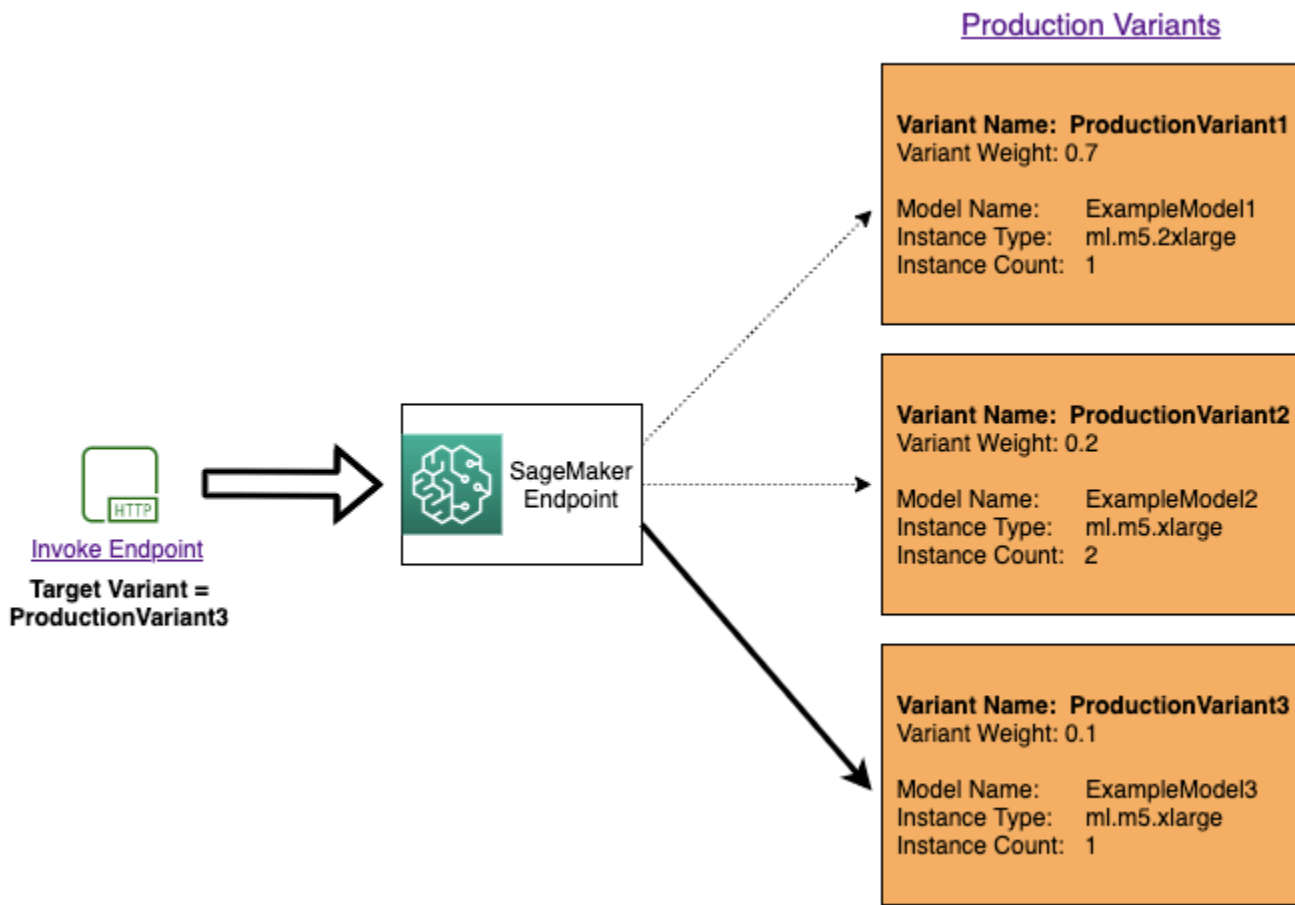 Production Variants
Variant Name: ProductionVariant1
Variant Weight: 0.7
Model Name: ExampleModel1
Instance Type: ml.m5.2xlarge
Instance Count: 1
Variant Name: ProductionVariant2
Variant Weight: 0.2
Model Name: ExampleModel2
Instance Type: ml.m5.xlarge
Instance Count: 2
SageMaker
Endpoint
HTTP
Invoke Endpoint
Target Variant =
ProductionVariant3
Variant Name: ProductionVariant3
Variant Weight: 0.1
Model Name: ExampleModel3
Instance Type: ml.m5.xlarge
Instance Count: 1